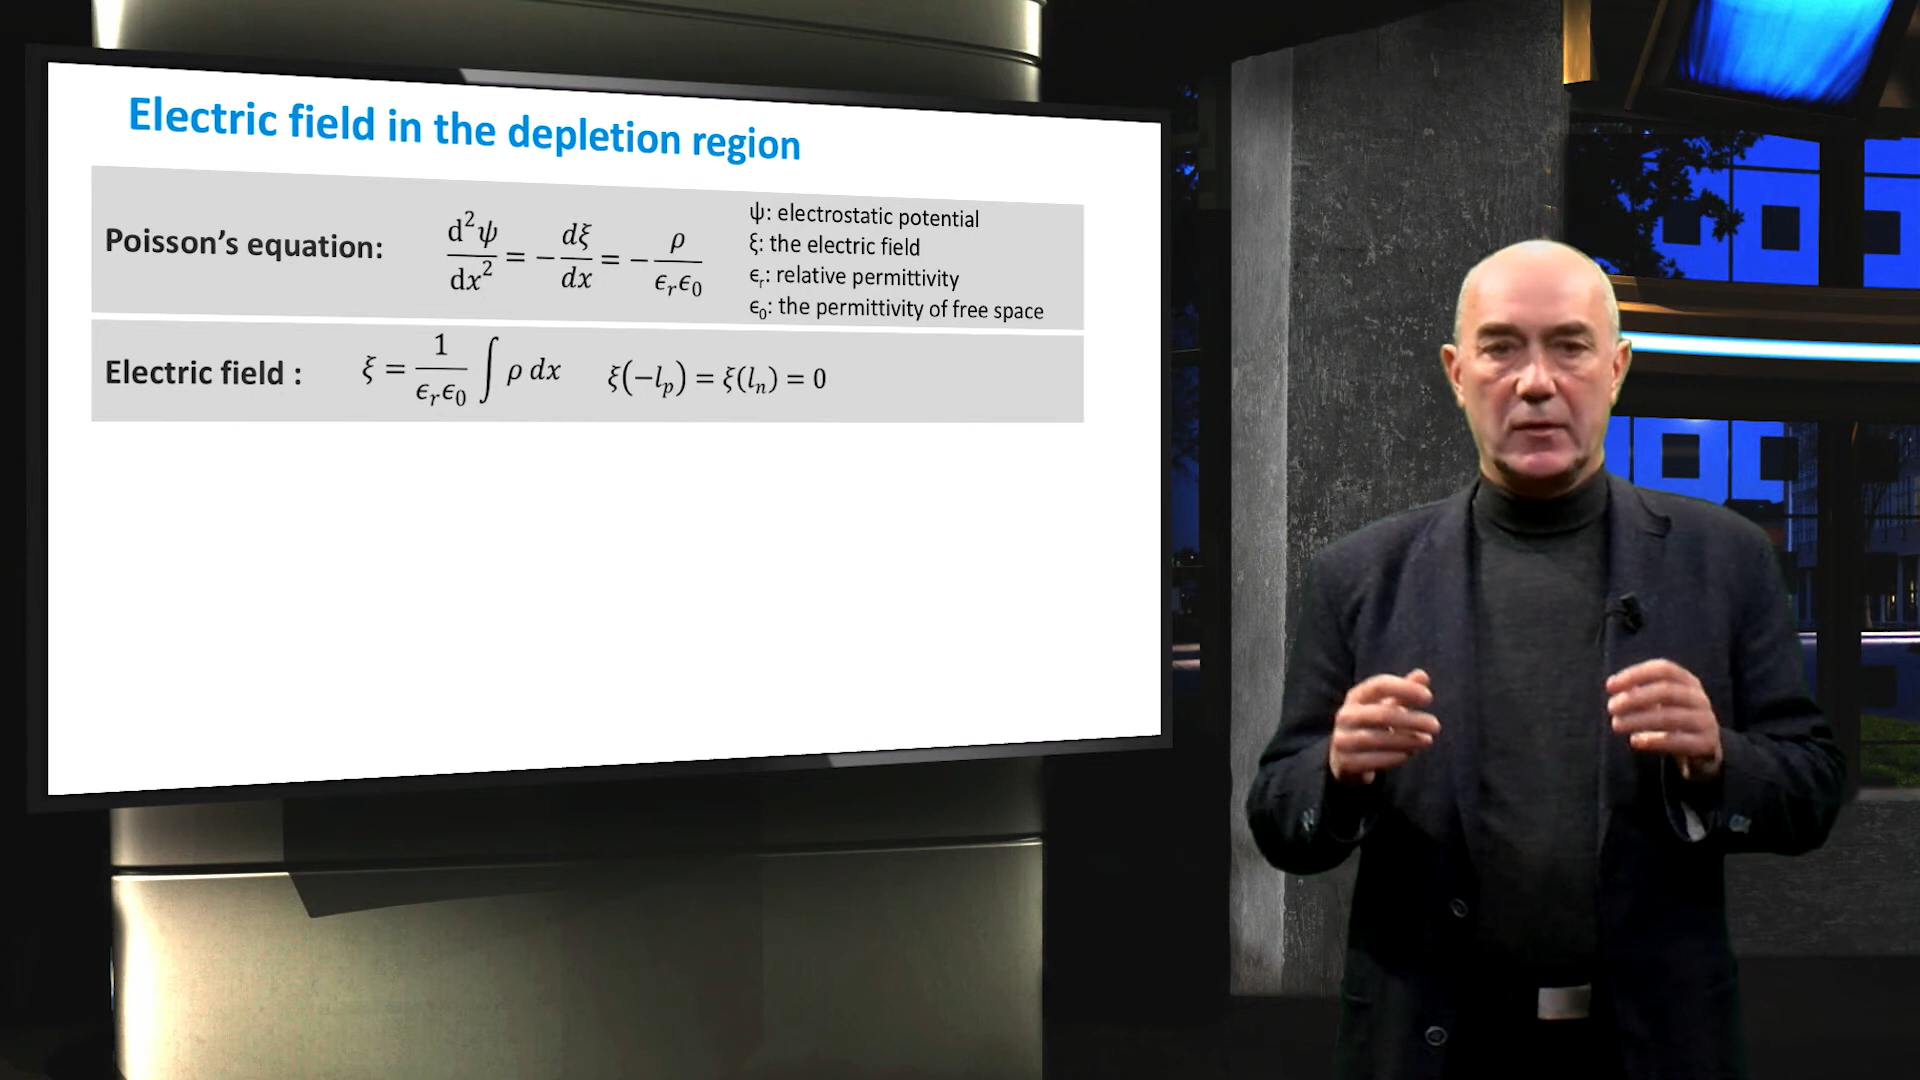 Electric field in the depletion region
Poisson's equation: d²ψ/dx² = − dξ/dx = − ρ/ϵᵣϵ₀
ψ: electrostatic potential
ξ: the electric field
ϵᵣ: relative permittivity
ϵ₀: the permittivity of free space
Electric field : ξ = 1/ϵᵣϵ₀ ∫ ρ dx ξ(−lₚ) = ξ(lₙ) = 0